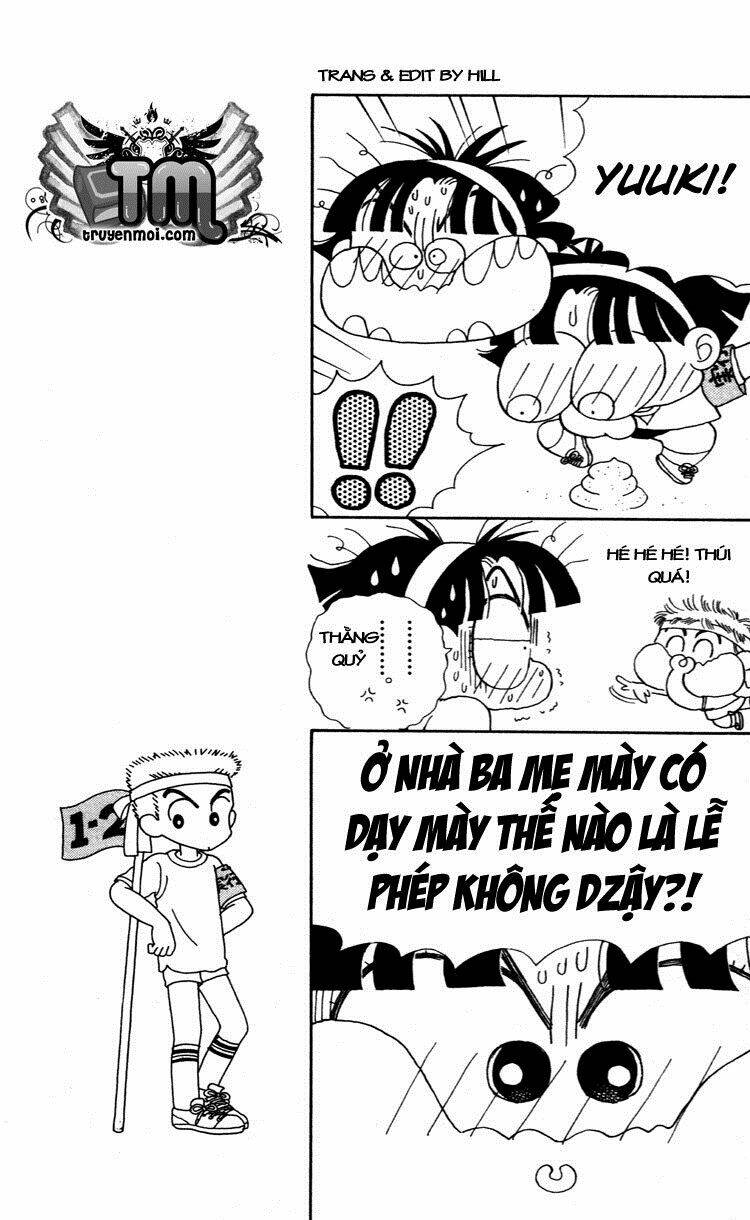 TRANG & EDIT BY HILL
TM
truyenmoi.com
YUUKI!
!!
HÉ HÉ HÉ! THÚI
QUÁ!
THẰNG
QUỶ
Ở NHÀ BA MẸ MÀY CÓ
DẠY MÀY THẾ NÀO LÀ LỄ
PHÉP KHÔNG DZẬY?!
1-2